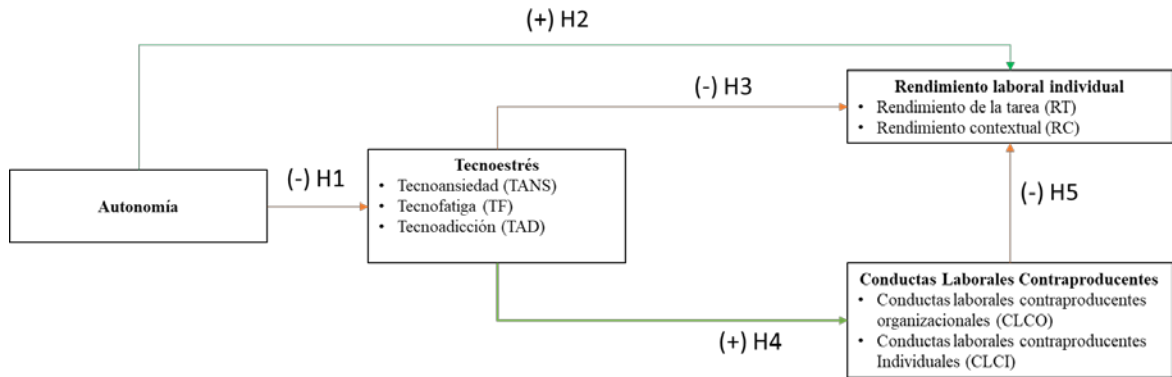 (+) H2
(-) H3
Rendimiento laboral individual
• Rendimiento de la tarea (RT)
• Rendimiento contextual (RC)
Autonomía
(-) H1
Tecnoestrés
• Tecnoansiedad (TANS)
• Tecnofatiga (TF)
• Tecnoadicción (TAD)
(-) H5
(+) H4
Conductas Laborales Contraproducentes
• Conductas laborales contraproducentes
organizacionales (CLCO)
• Conductas laborales contraproducentes
Individuales (CLCI)